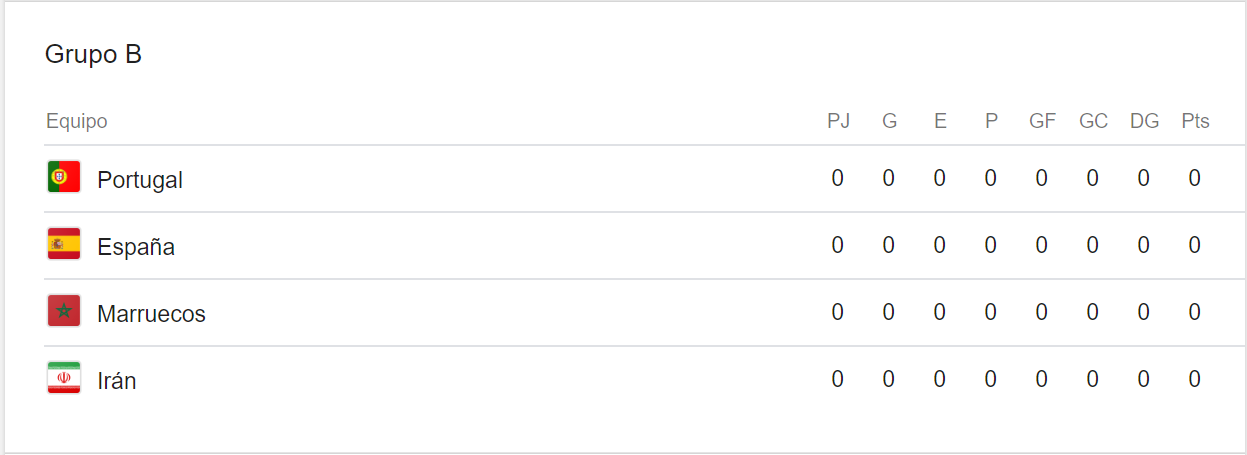 Grupo B
Equipo PJ G E P GF GC DG Pts
Portugal 0 0 0 0 0 0 0 0
España 0 0 0 0 0 0 0 0
Marruecos 0 0 0 0 0 0 0 0
Irán 0 0 0 0 0 0 0 0